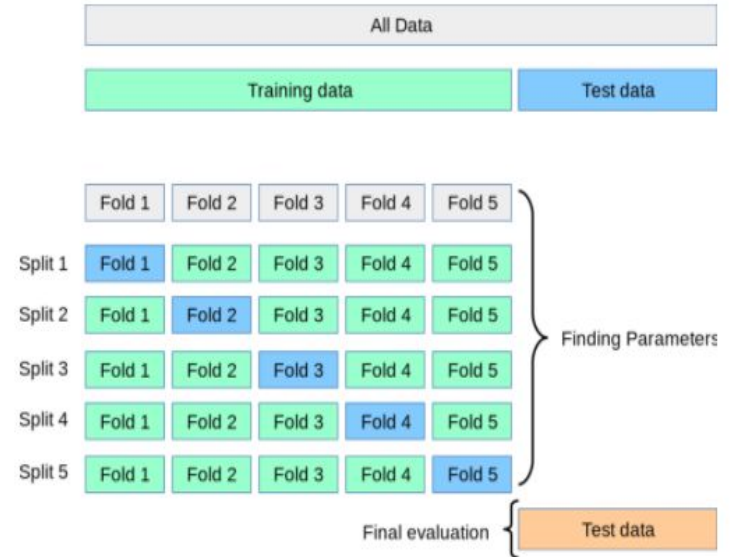 All Data
Training data Test data
Fold 1 Fold 2 Fold 3 Fold 4 Fold 5
Split 1 Fold 1 Fold 2 Fold 3 Fold 4 Fold 5
Split 2 Fold 1 Fold 2 Fold 3 Fold 4 Fold 5
Finding Parameters
Split 3 Fold 1 Fold 2 Fold 3 Fold 4 Fold 5
Split 4 Fold 1 Fold 2 Fold 3 Fold 4 Fold 5
Split 5 Fold 1 Fold 2 Fold 3 Fold 4 Fold 5
Final evaluation Test data